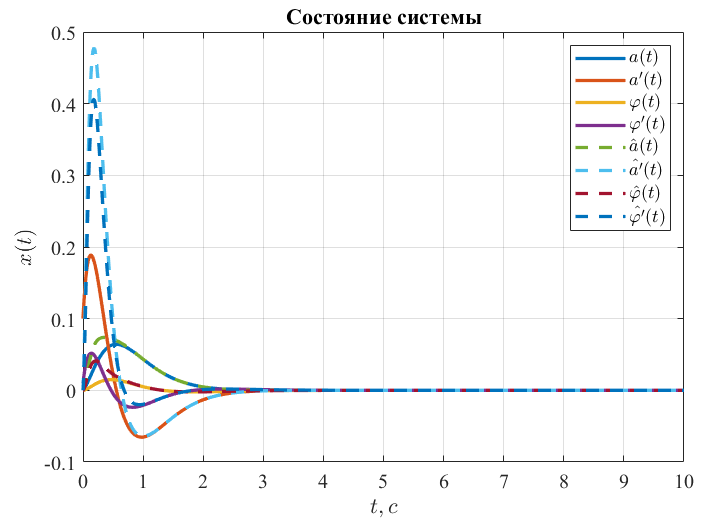 Состояние системы
x(t)
0.5
0.4
0.3
0.2
0.1
0
-0.1
0 1 2 3 4 5 6 7 8 9 10
t, c
a(t)
a′(t)
φ(t)
φ′(t)
â(t)
â′(t)
φ̂(t)
φ̂′(t)